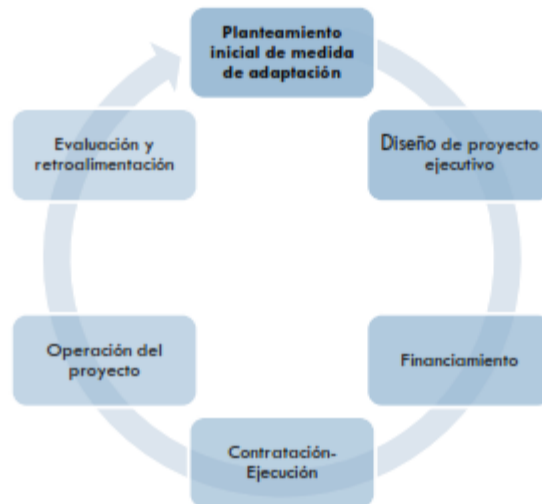 Planteamiento
inicial de medida
de adaptación
Diseño de proyecto
ejecutivo
Financiamiento
Contratación-
Ejecución
Operación del
proyecto
Evaluación y
retroalimentación